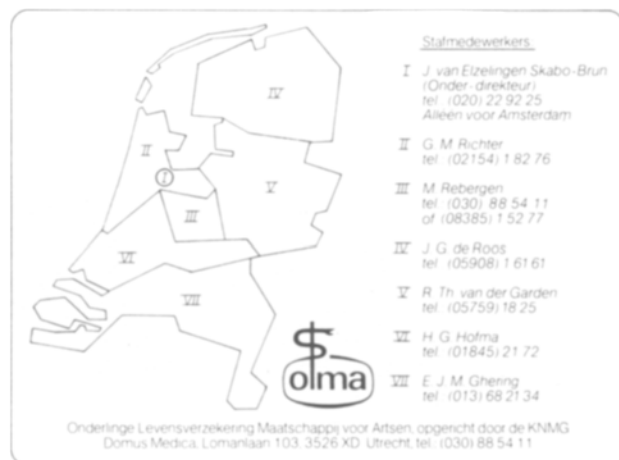 Stafmedewerkers
I J. van Elzelingen Skabo-Brun
(Onder-direkteur)
tel.: (020) 22 92 25
Alléén voor Amsterdam
II G. M. Richter
tel.: (02154) 1 82 76
III M. Rebergen
tel.: (030) 88 54 11
of (08385) 1 52 77
IV J. G. de Roos
tel.: (05908) 1 61 61
V R. Th. van der Garden
tel.: (05759) 18 25
VI H. G. Hofma
tel.: (01845) 21 72
VII E. J. M. Ghering
tel.: (013) 68 21 34
IV
II
I
V
III
VI
VII
olma
Onderlinge Levensverzekering Maatschappij voor Artsen, opgericht door de KNMG
Domus Medica, Lomanlaan 103, 3526 XD Utrecht, tel.: (030) 88 54 11